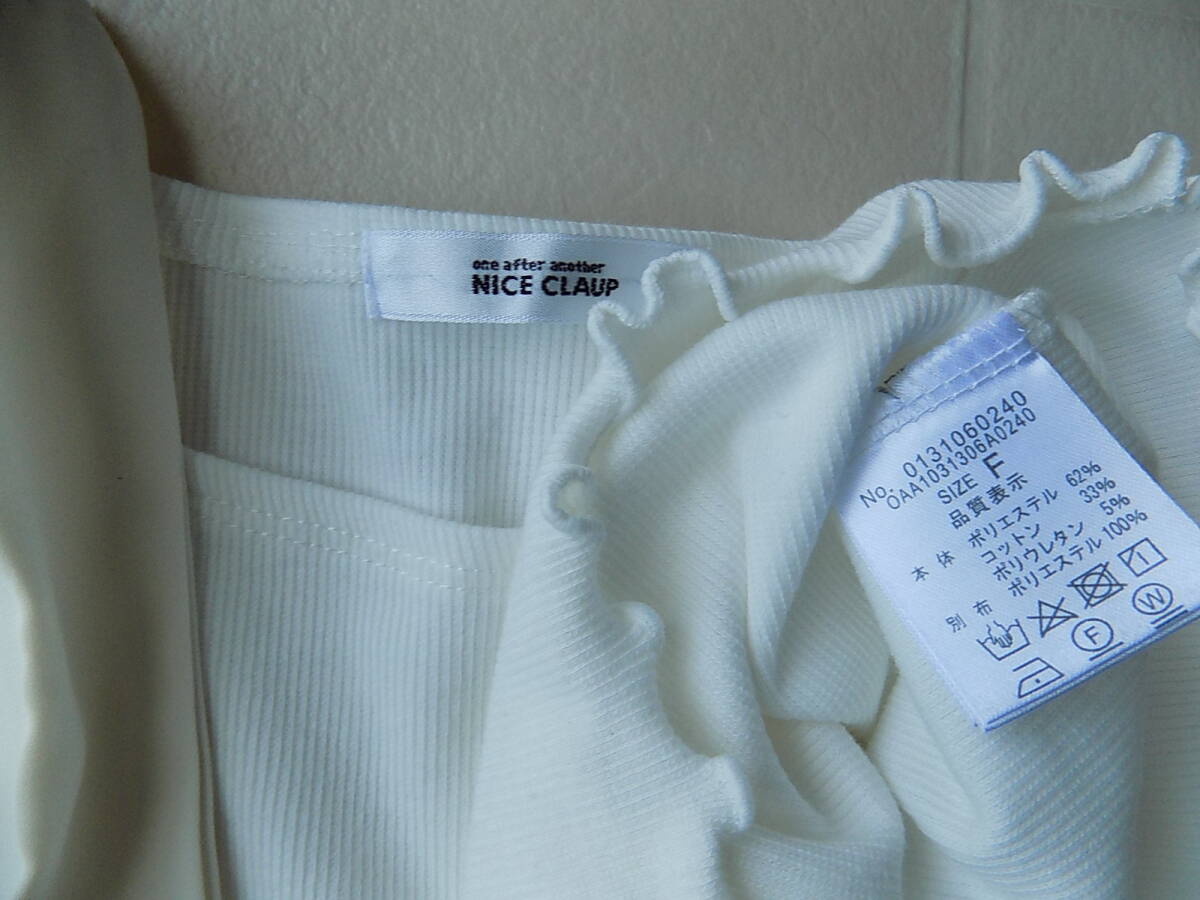 one after another
NICE CLAUP
No. 0131060240
OAA1031306A0240
SIZE F
品質表示
本体 ポリエステル 62%
コットン 33%
ポリウレタン 5%
別布 ポリエステル 100%
1
F
W